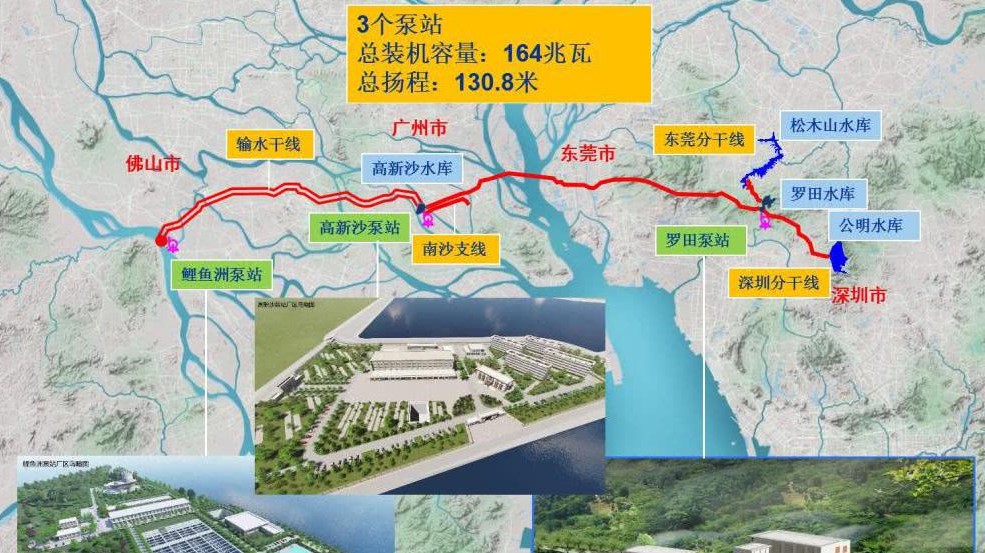 3个泵站
总装机容量：164兆瓦
总扬程：130.8米
广州市
松木山水库
东莞分干线
输水干线
东莞市
佛山市
高新沙水库
罗田水库
公明水库
高新沙泵站
罗田泵站
南沙支线
鲤鱼洲泵站
深圳分干线
深圳市
高新沙泵站厂区鸟瞰图
鲤鱼洲泵站厂区鸟瞰图